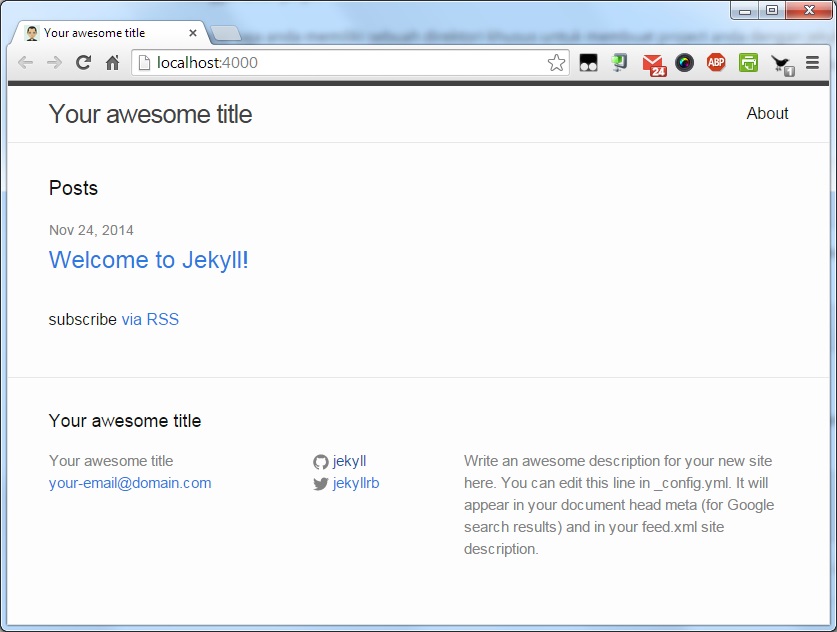 Your awesome title
localhost:4000
24
ABP
1
Your awesome title
About
Posts
Nov 24, 2014
Welcome to Jekyll!
subscribe via RSS
Your awesome title
Your awesome title
your-email@domain.com
jekyll
jekyllrb
Write an awesome description for your new site
here. You can edit this line in _config.yml. It will
appear in your document head meta (for Google
search results) and in your feed.xml site
description.